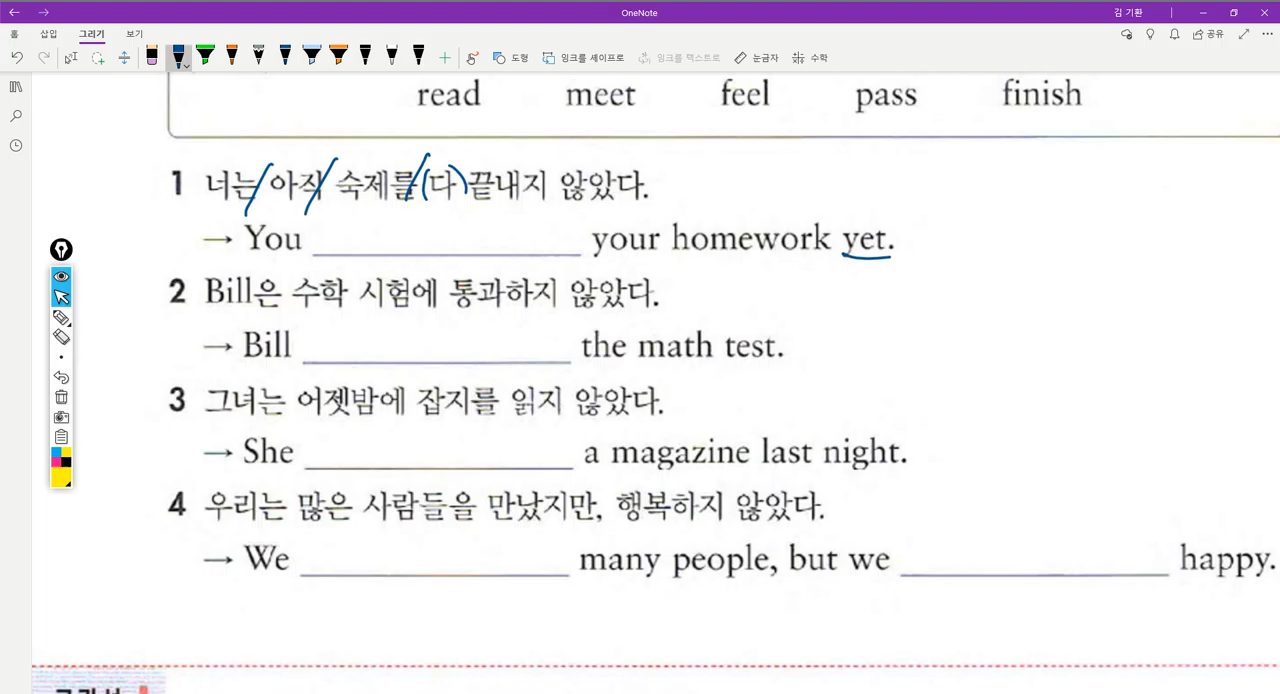 OneNote
김 기환
홈 삽입 그리기 보기
공유
도형 잉크를 셰이프로 잉크를 텍스트로 눈금자 수학
read meet feel pass finish
1 너는 아직 숙제를 (다) 끝내지 않았다.
→ You ____ your homework yet.
2 Bill은 수학 시험에 통과하지 않았다.
→ Bill ____ the math test.
3 그녀는 어젯밤에 잡지를 읽지 않았다.
→ She ____ a magazine last night.
4 우리는 많은 사람들을 만났지만, 행복하지 않았다.
→ We ____ many people, but we ____ happy.